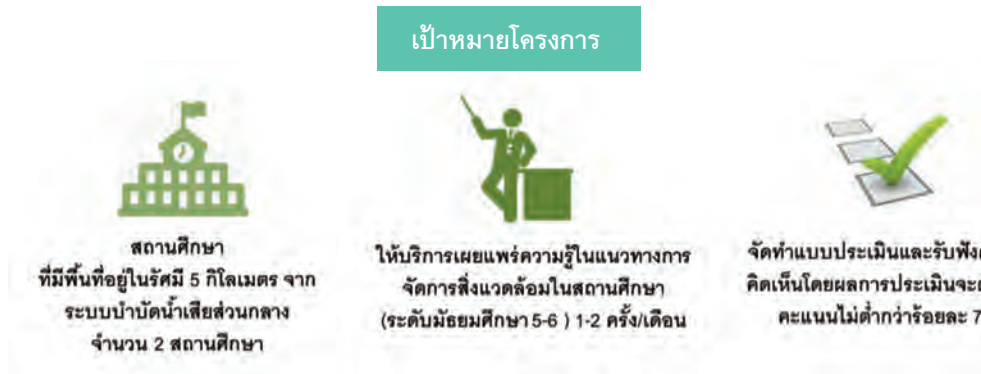 เป้าหมายโครงการ
สถานศึกษา
ที่มีพื้นที่อยู่ในรัศมี 5 กิโลเมตร จาก
ระบบบำบัดน้ำเสียส่วนกลาง
จำนวน 2 สถานศึกษา
ให้บริการเผยแพร่ความรู้ในแนวทางการ
จัดการสิ่งแวดล้อมในสถานศึกษา
(ระดับมัธยมศึกษา 5-6 ) 1-2 ครั้ง/เดือน
จัดทำแบบประเมินและรับฟัง
คิดเห็นโดยผลการประเมินจะ
คะแนนไม่ต่ำกว่าร้อยละ 7